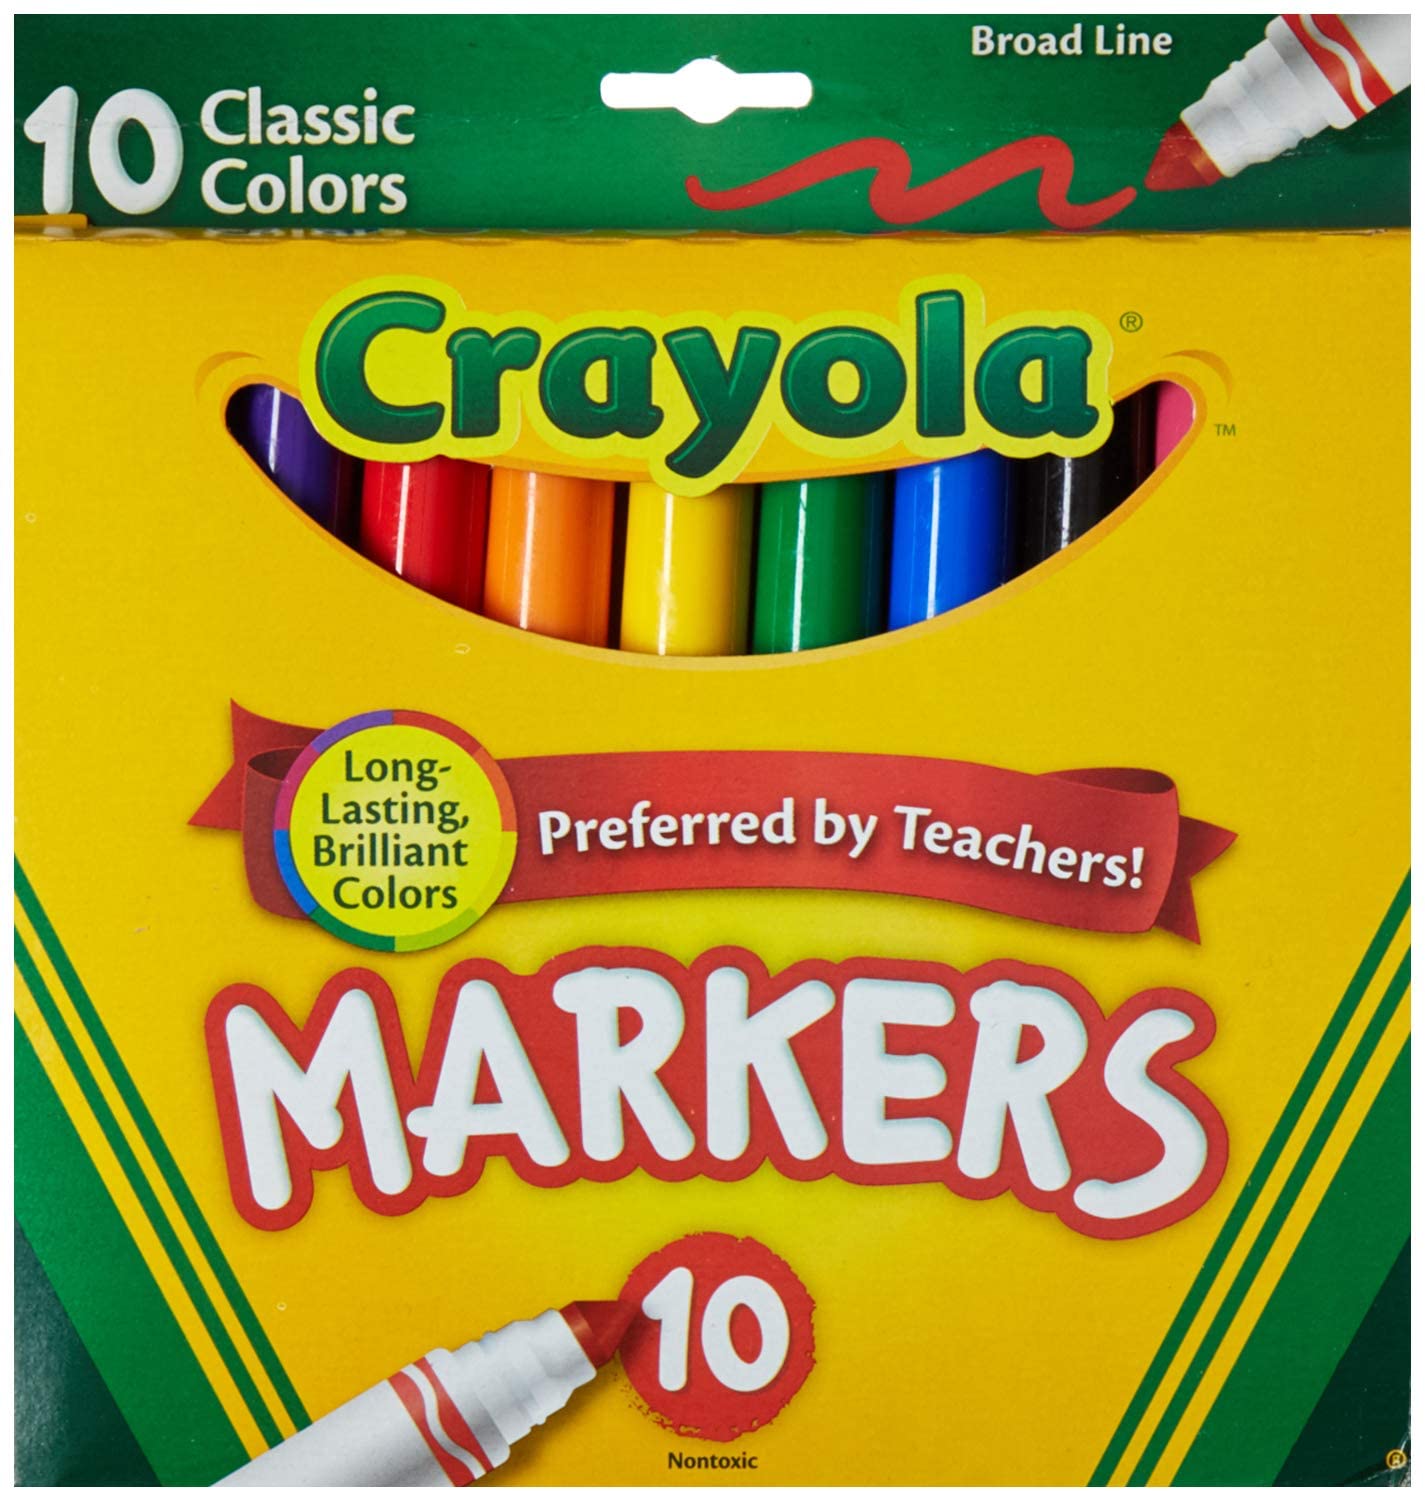 Broad Line
10 Classic
Colors
Crayola®
™
Long-
Lasting,
Brilliant
Colors
Preferred by Teachers!
MARKERS
10
Nontoxic
®